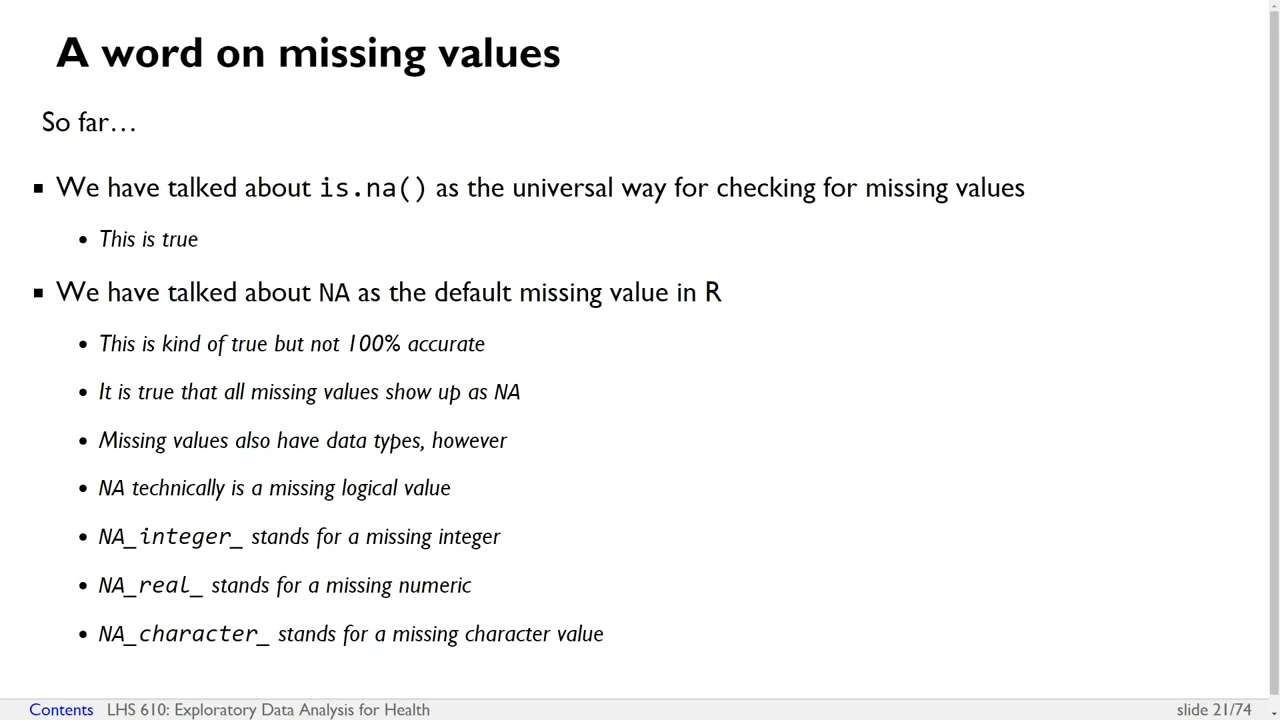 A word on missing values
So far…
▪ We have talked about is.na() as the universal way for checking for missing values
• This is true
▪ We have talked about NA as the default missing value in R
• This is kind of true but not 100% accurate
• It is true that all missing values show up as NA
• Missing values also have data types, however
• NA technically is a missing logical value
• NA_integer_ stands for a missing integer
• NA_real_ stands for a missing numeric
• NA_character_ stands for a missing character value
Contents LHS 610: Exploratory Data Analysis for Health slide 21/74